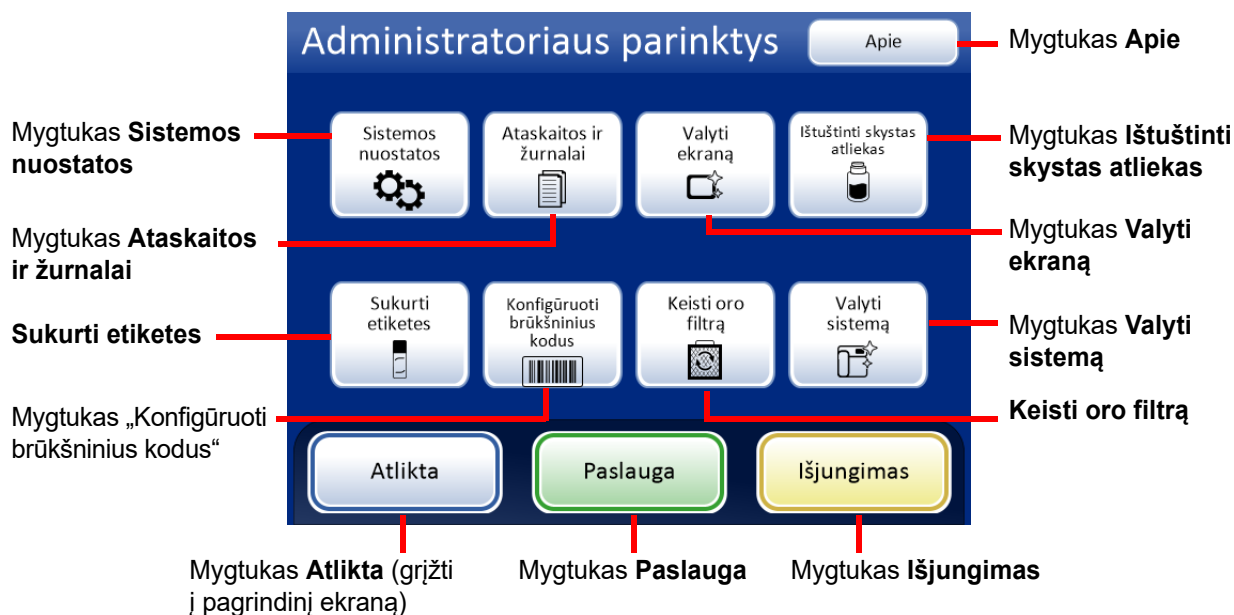 Administratoriaus parinktys
Apie
Mygtukas Apie
Mygtukas Sistemos
nuostatos
Sistemos
nuostatos
Ataskaitos ir
žurnalai
Valyti
ekraną
Ištuštinti skystas
atliekas
Mygtukas Ištuštinti
skystas atliekas
Mygtukas Ataskaitos
ir žurnalai
Mygtukas Valyti
ekraną
Sukurti etiketes
Sukurti
etiketes
Konfigūruoti
brūkšninius
kodus
Keisti oro
filtrą
Valyti
sistemą
Mygtukas Valyti
sistemą
Mygtukas „Konfigūruoti
brūkšninius kodus“
Keisti oro filtrą
Atlikta
Paslauga
Išjungimas
Mygtukas Atlikta (grįžti
į pagrindinį ekraną)
Mygtukas Paslauga
Mygtukas Išjungimas